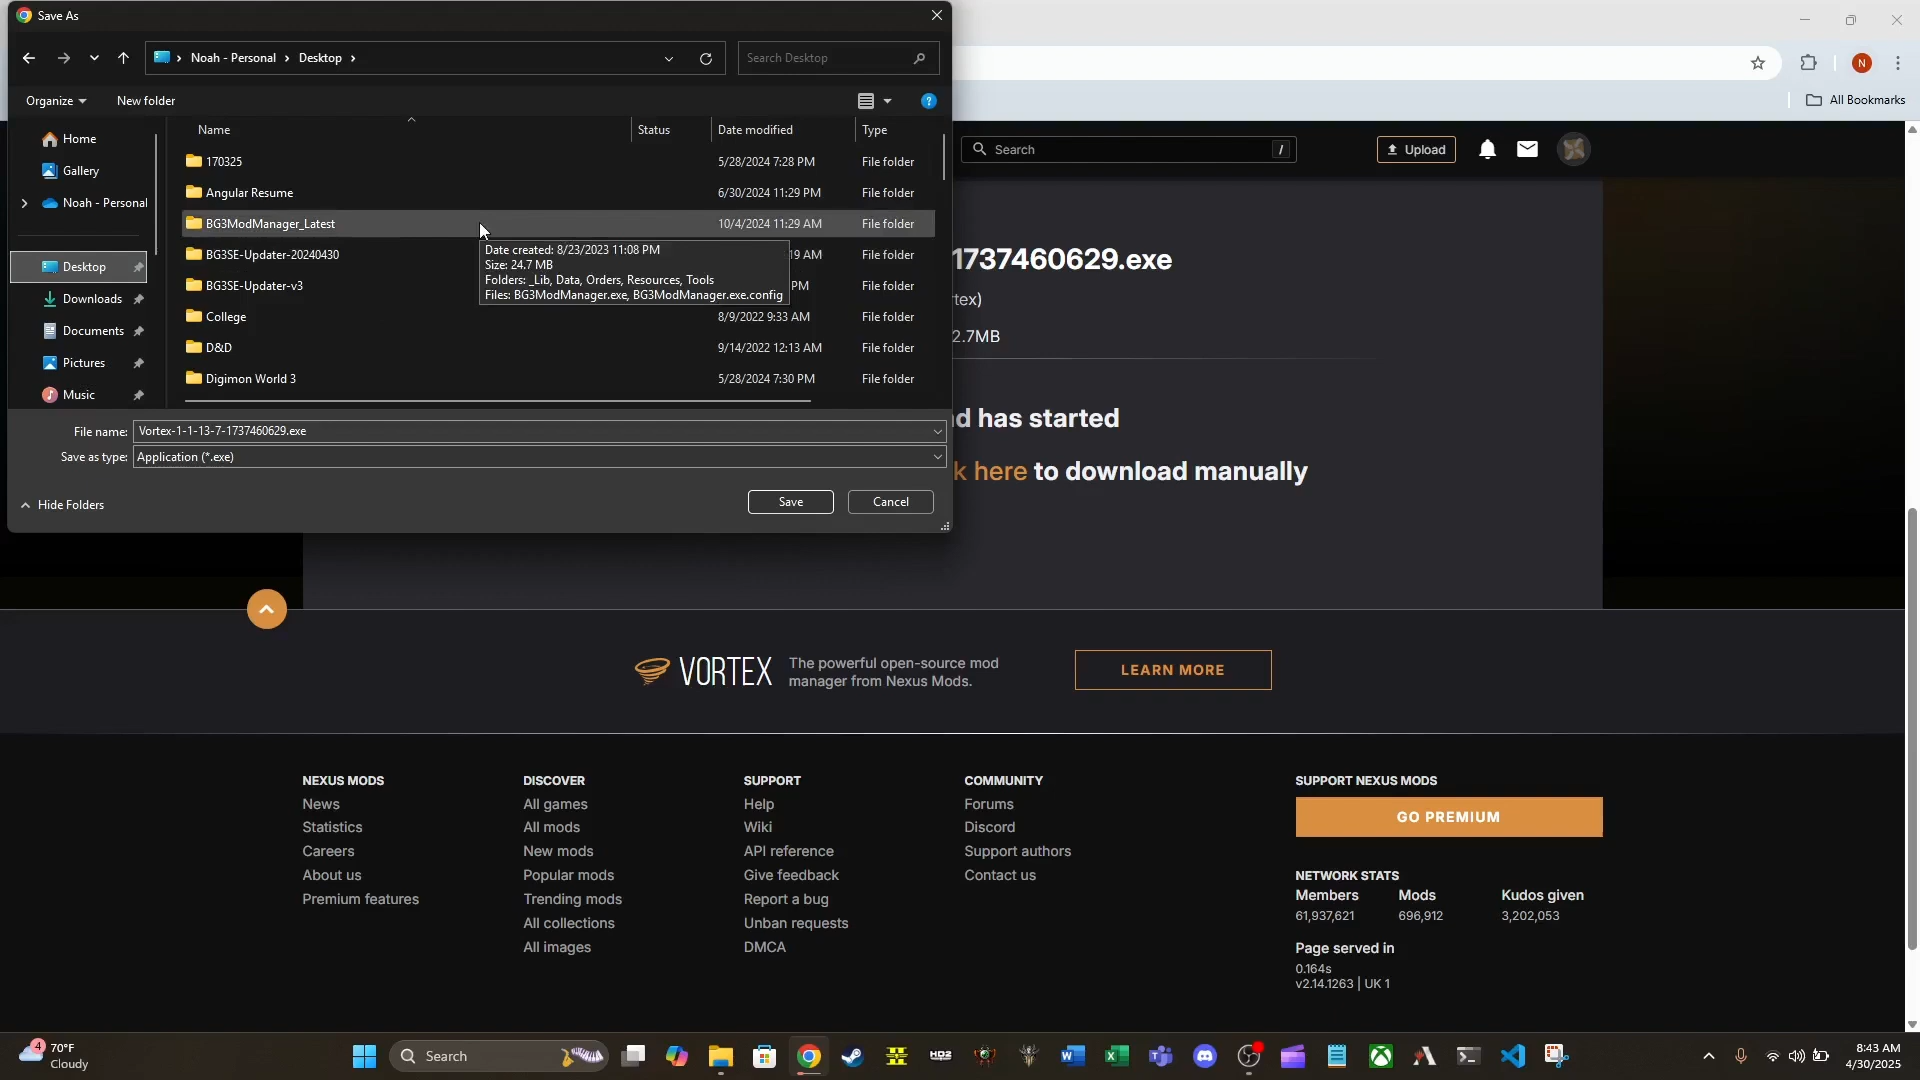 Save As
Noah - Personal
Desktop
Search Desktop
Organize
New folder
Name
Status
Date modified
Type
Home
Gallery
Noah - Personal
Desktop
Downloads
Documents
Pictures
Music
170325 5/28/2024 7:28 PM File folder
Angular Resume 6/30/2024 11:29 PM File folder
BG3ModManager_Latest 10/4/2024 11:29 AM File folder
BG3SE-Updater-20240430 19 AM File folder
BG3SE-Updater-v3 PM File folder
College 8/9/2022 9:33 AM File folder
D&D 9/14/2022 12:13 AM File folder
Digimon World 3 5/28/2024 7:30 PM File folder
Date created: 8/23/2023 11:08 PM
Size: 24.7 MB
Folders: _Lib, Data, Orders, Resources, Tools
Files: BG3ModManager.exe, BG3ModManager.exe.config
File name: Vortex-1-1-13-7-1737460629.exe
Save as type: Application (*.exe)
Hide Folders
Save
Cancel
N
All Bookmarks
Search /
Upload
1737460629.exe
rtex)
2.7MB
d has started
k here to download manually
VORTEX
The powerful open-source mod
manager from Nexus Mods.
LEARN MORE
NEXUS MODS
News
Statistics
Careers
About us
Premium features
DISCOVER
All games
All mods
New mods
Popular mods
Trending mods
All collections
All images
SUPPORT
Help
Wiki
API reference
Give feedback
Report a bug
Unban requests
DMCA
COMMUNITY
Forums
Discord
Support authors
Contact us
SUPPORT NEXUS MODS
GO PREMIUM
NETWORK STATS
Members Mods Kudos given
61,937,621 696,912 3,202,053
Page served in
0.164s
v2.14.1263 | UK 1
4
70°F
Cloudy
Search
HD2
8:43 AM
4/30/2025